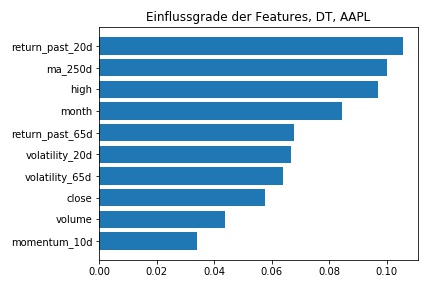 Einflussgrade der Features, DT, AAPL
return_past_20d
ma_250d
high
month
return_past_65d
volatility_20d
volatility_65d
close
volume
momentum_10d
0.00 0.02 0.04 0.06 0.08 0.10